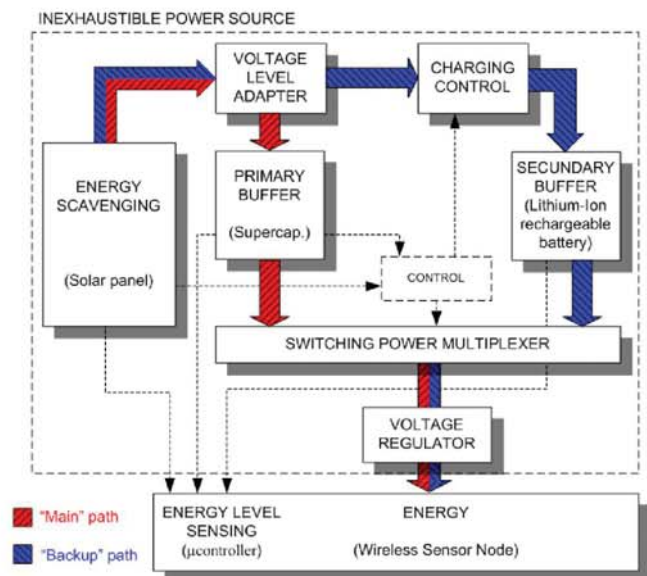 INEXHAUSTIBLE POWER SOURCE
VOLTAGE
LEVEL
ADAPTER
CHARGING
CONTROL
ENERGY
SCAVENGING
(Solar panel)
PRIMARY
BUFFER
(Supercap.)
SECUNDARY
BUFFER
(Lithium-Ion
rechargeable
battery)
CONTROL
SWITCHING POWER MULTIPLEXER
VOLTAGE
REGULATOR
ENERGY LEVEL
SENSING
(μcontroller)
ENERGY
(Wireless Sensor Node)
"Main" path
"Backup" path